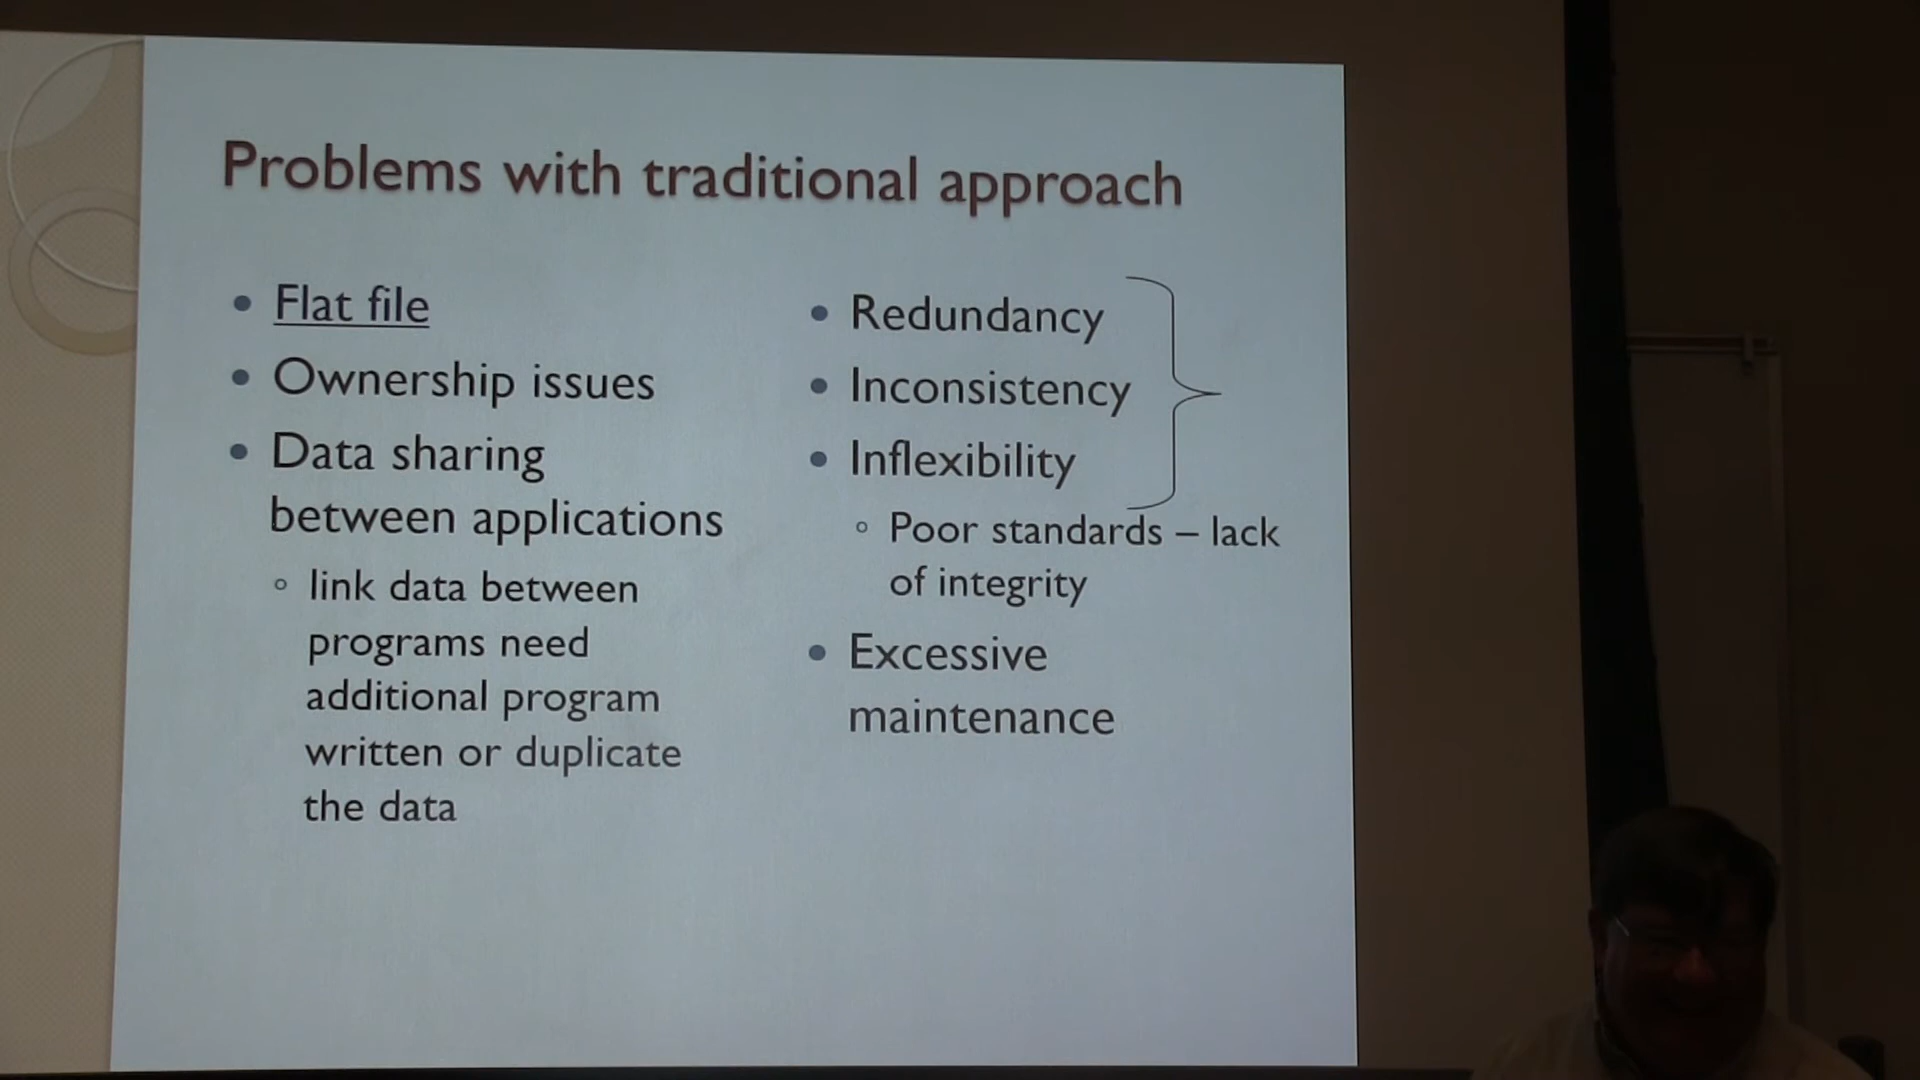 Problems with traditional approach
Flat file
Ownership issues
Data sharing
between applications
link data between
programs need
additional program
written or duplicate
the data
Redundancy
Inconsistency
Inflexibility
Poor standards – lack
of integrity
Excessive
maintenance